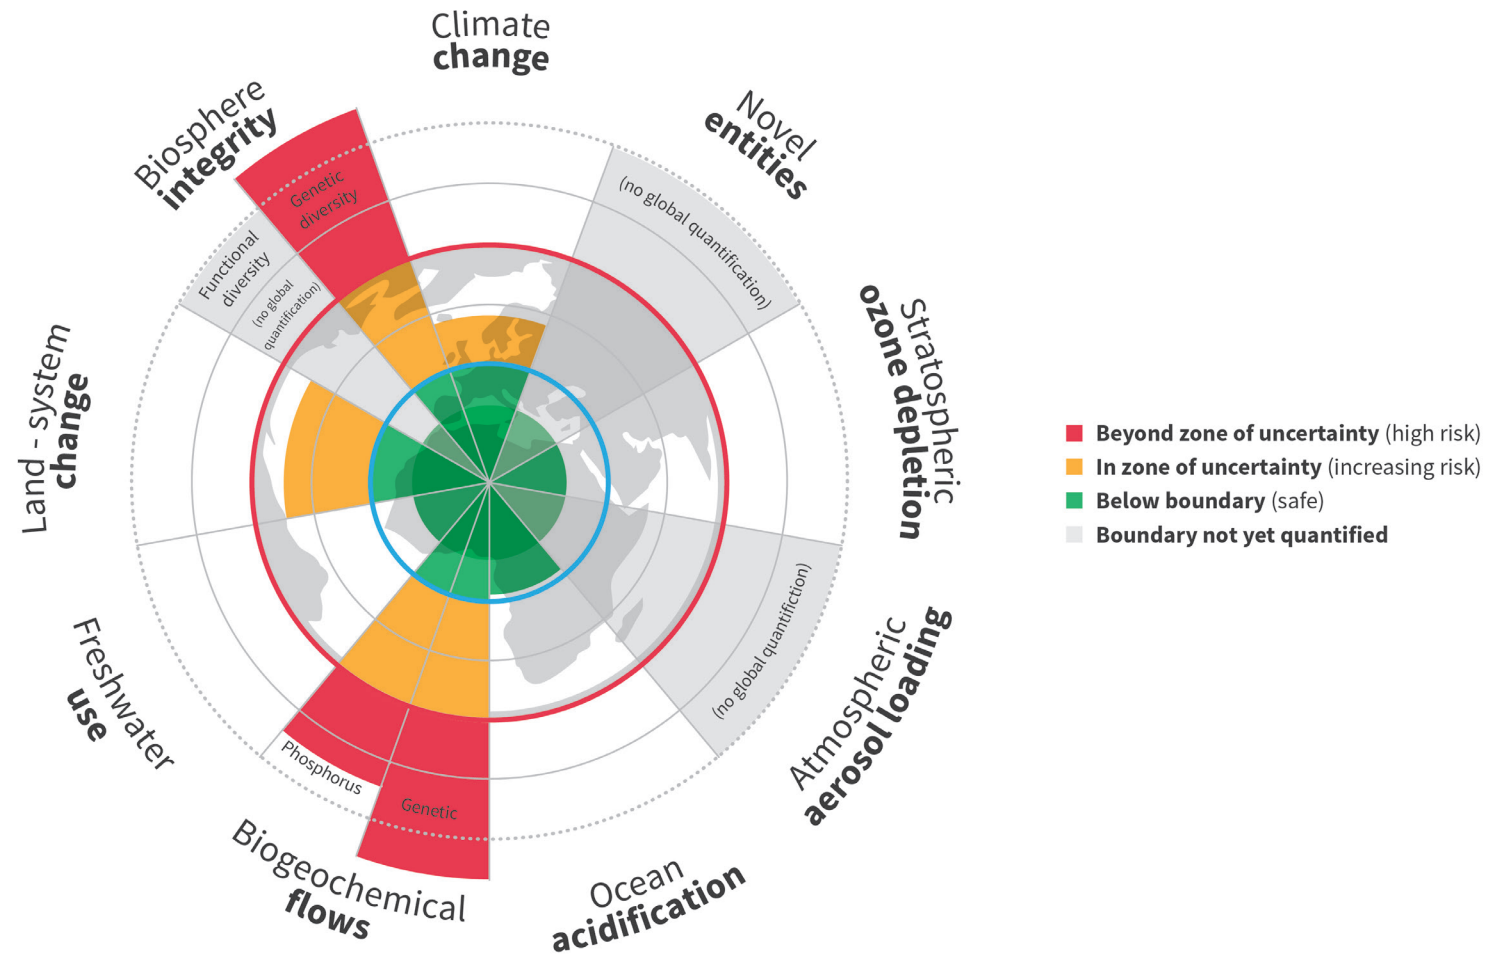 Climate
change
Novel
entities
(no global quantification)
Stratospheric
ozone depletion
Atmospheric
aerosol loading
(no global quantifiction)
Ocean
acidification
Biogeochemical
flows
Phosphorus
Genetic
Freshwater
use
Land - system
change
Biosphere
integrity
Functional
diversity
(no global
quantification)
Genetic
diversity
Beyond zone of uncertainty (high risk)
In zone of uncertainty (increasing risk)
Below boundary (safe)
Boundary not yet quantified